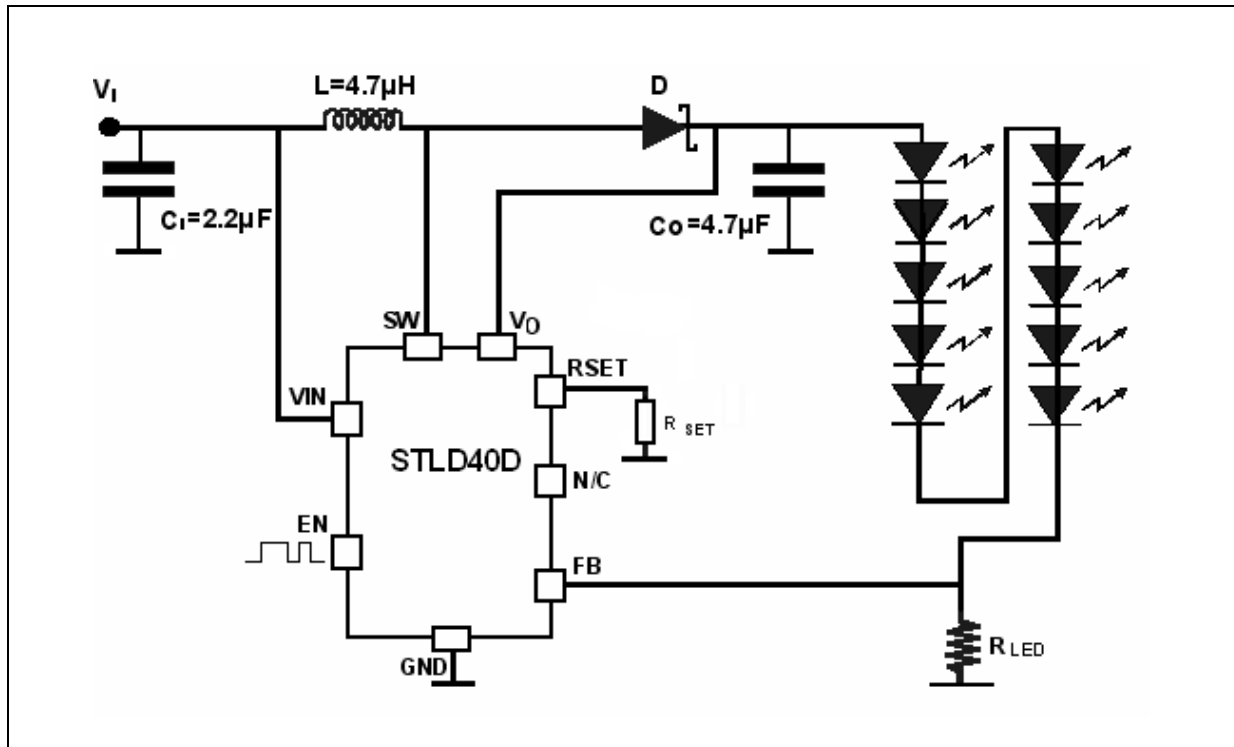 L=4.7µH
D
VI
CI=2.2µF
Co=4.7µF
SW
VO
RSET
VIN
R SET
STLD40D
N/C
EN
FB
GND
R LED